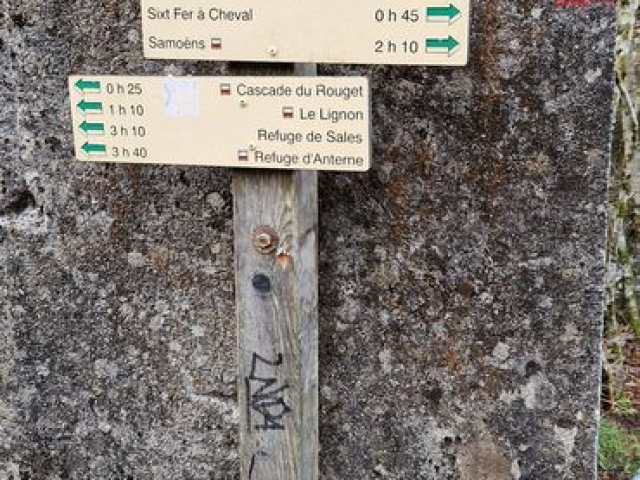 Sixt Fer à Cheval 0 h 45
Samoëns 2 h 10
0 h 25 Cascade du Rouget
1 h 10 Le Lignon
3 h 10 Refuge de Sales
3 h 40 Refuge d'Anterne